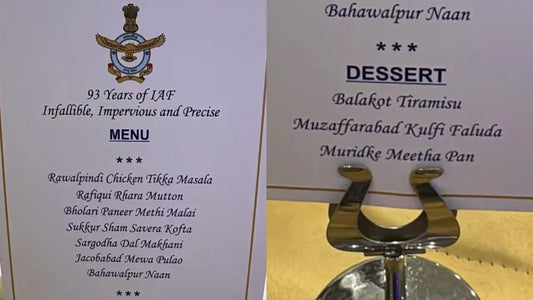 93 Years of IAF
Infallible, Impervious and Precise
MENU
***
Rawalpindi Chicken Tikka Masala
Rafiqui Rhara Mutton
Bholari Paneer Methi Malai
Sukkur Sham Savera Kofta
Sargodha Dal Makhani
Jacobabad Mewa Pulao
Bahawalpur Naan
***
Bahawalpur Naan
***
DESSERT
Balakot Tiramisu
Muzaffarabad Kulfi Faluda
Muridke Meetha Pan